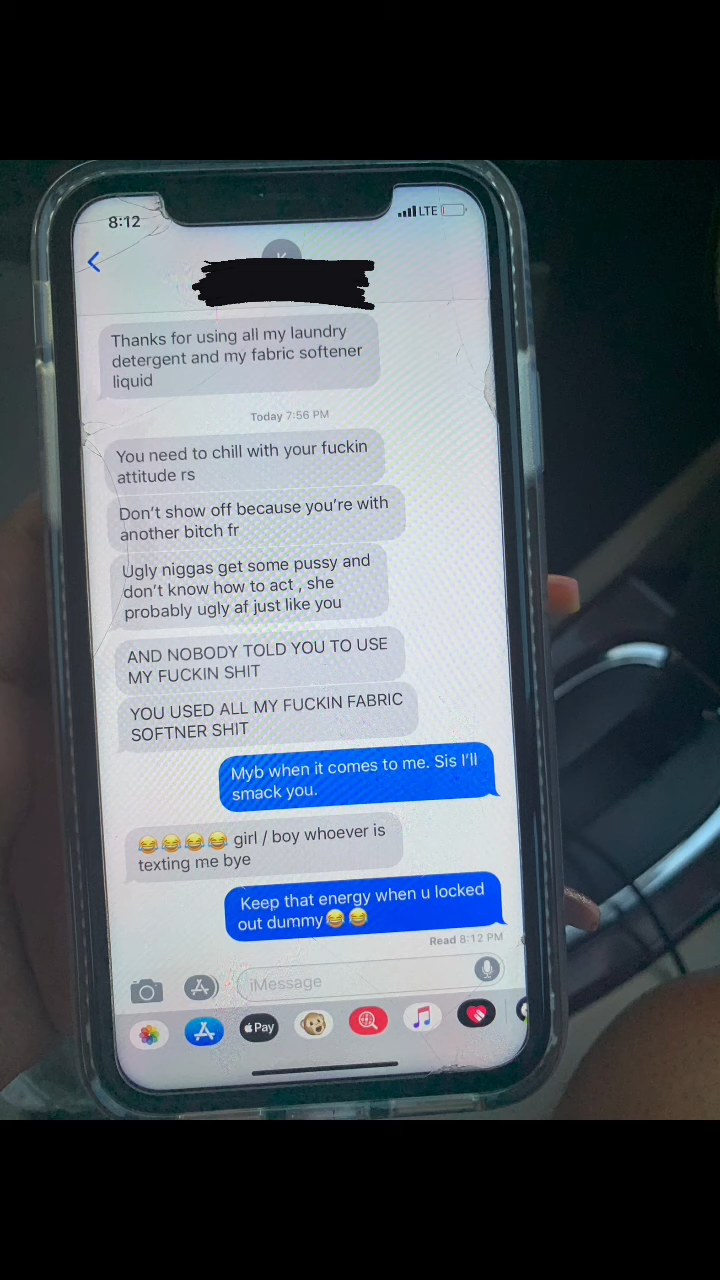 8:12
LTE
Thanks for using all my laundry
detergent and my fabric softener
liquid
Today 7:56 PM
You need to chill with your fuckin
attitude rs
Don't show off because you're with
another bitch fr
Ugly niggas get some pussy and
don't know how to act , she
probably ugly af just like you
AND NOBODY TOLD YOU TO USE
MY FUCKIN SHIT
YOU USED ALL MY FUCKIN FABRIC
SOFTNER SHIT
Myb when it comes to me. Sis I'll
smack you.
😂😂😂😂 girl / boy whoever is
texting me bye
Keep that energy when u locked
out dummy😂😂
Read 8:12 PM
iMessage
Pay